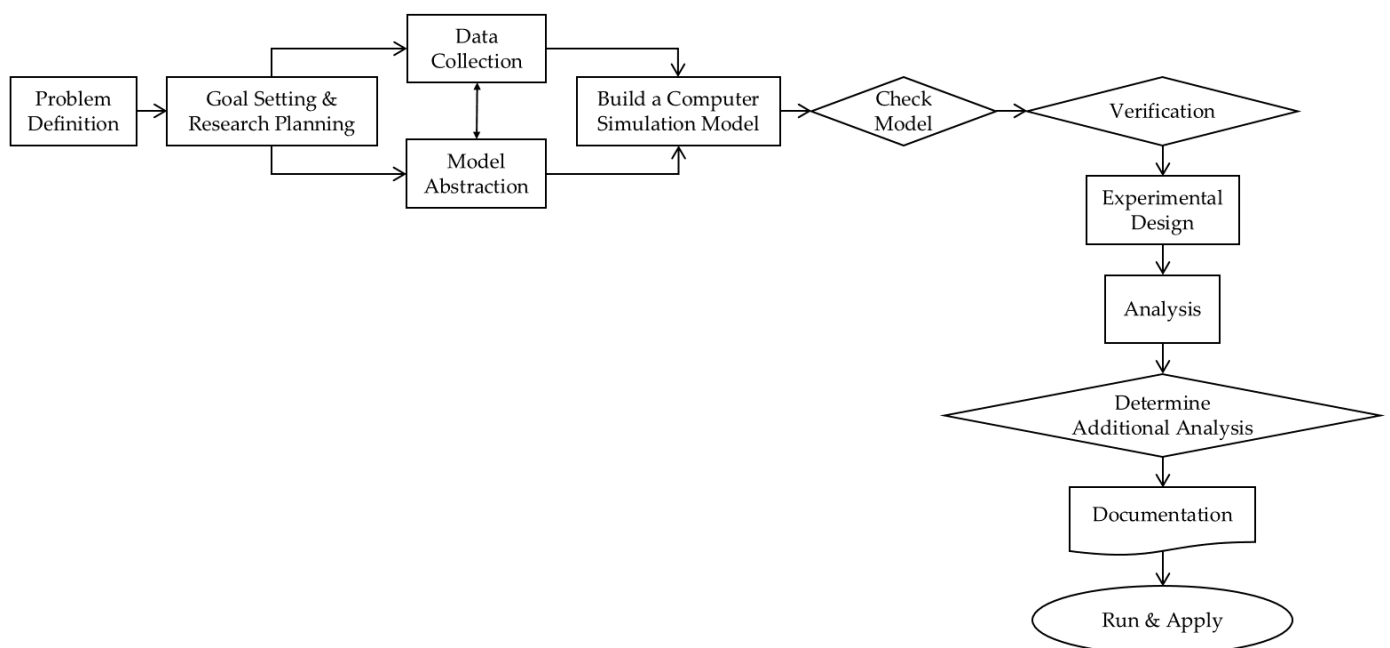 Problem
Definition
Goal Setting &
Research Planning
Data
Collection
Model
Abstraction
Build a Computer
Simulation Model
Check
Model
Verification
Experimental
Design
Analysis
Determine
Additional Analysis
Documentation
Run & Apply